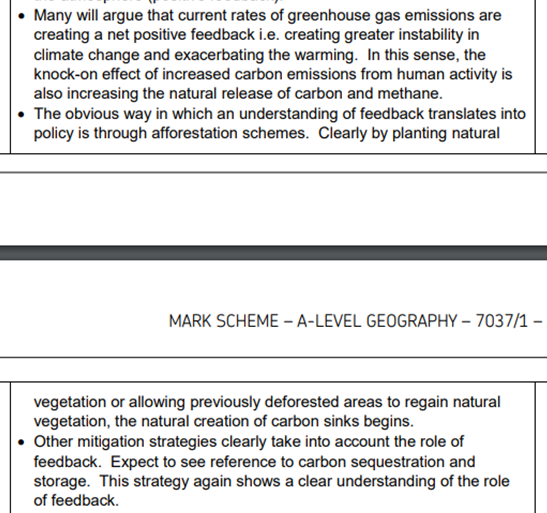 the atmosphere (positive feedback).
• Many will argue that current rates of greenhouse gas emissions are
creating a net positive feedback i.e. creating greater instability in
climate change and exacerbating the warming.  In this sense, the
knock-on effect of increased carbon emissions from human activity is
also increasing the natural release of carbon and methane.
• The obvious way in which an understanding of feedback translates into
policy is through afforestation schemes.  Clearly by planting natural
MARK SCHEME – A-LEVEL GEOGRAPHY – 7037/1 –
vegetation or allowing previously deforested areas to regain natural
vegetation, the natural creation of carbon sinks begins.
• Other mitigation strategies clearly take into account the role of
feedback.  Expect to see reference to carbon sequestration and
storage.  This strategy again shows a clear understanding of the role
of feedback.